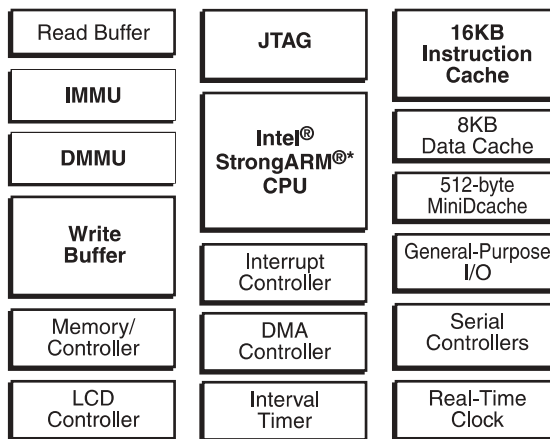 Read Buffer
IMMU
DMMU
Write
Buffer
Memory/
Controller
LCD
Controller
JTAG
Intel®
StrongARM®*
CPU
Interrupt
Controller
DMA
Controller
Interval
Timer
16KB
Instruction
Cache
8KB
Data Cache
512-byte
MiniDcache
General-Purpose
I/O
Serial
Controllers
Real-Time
Clock